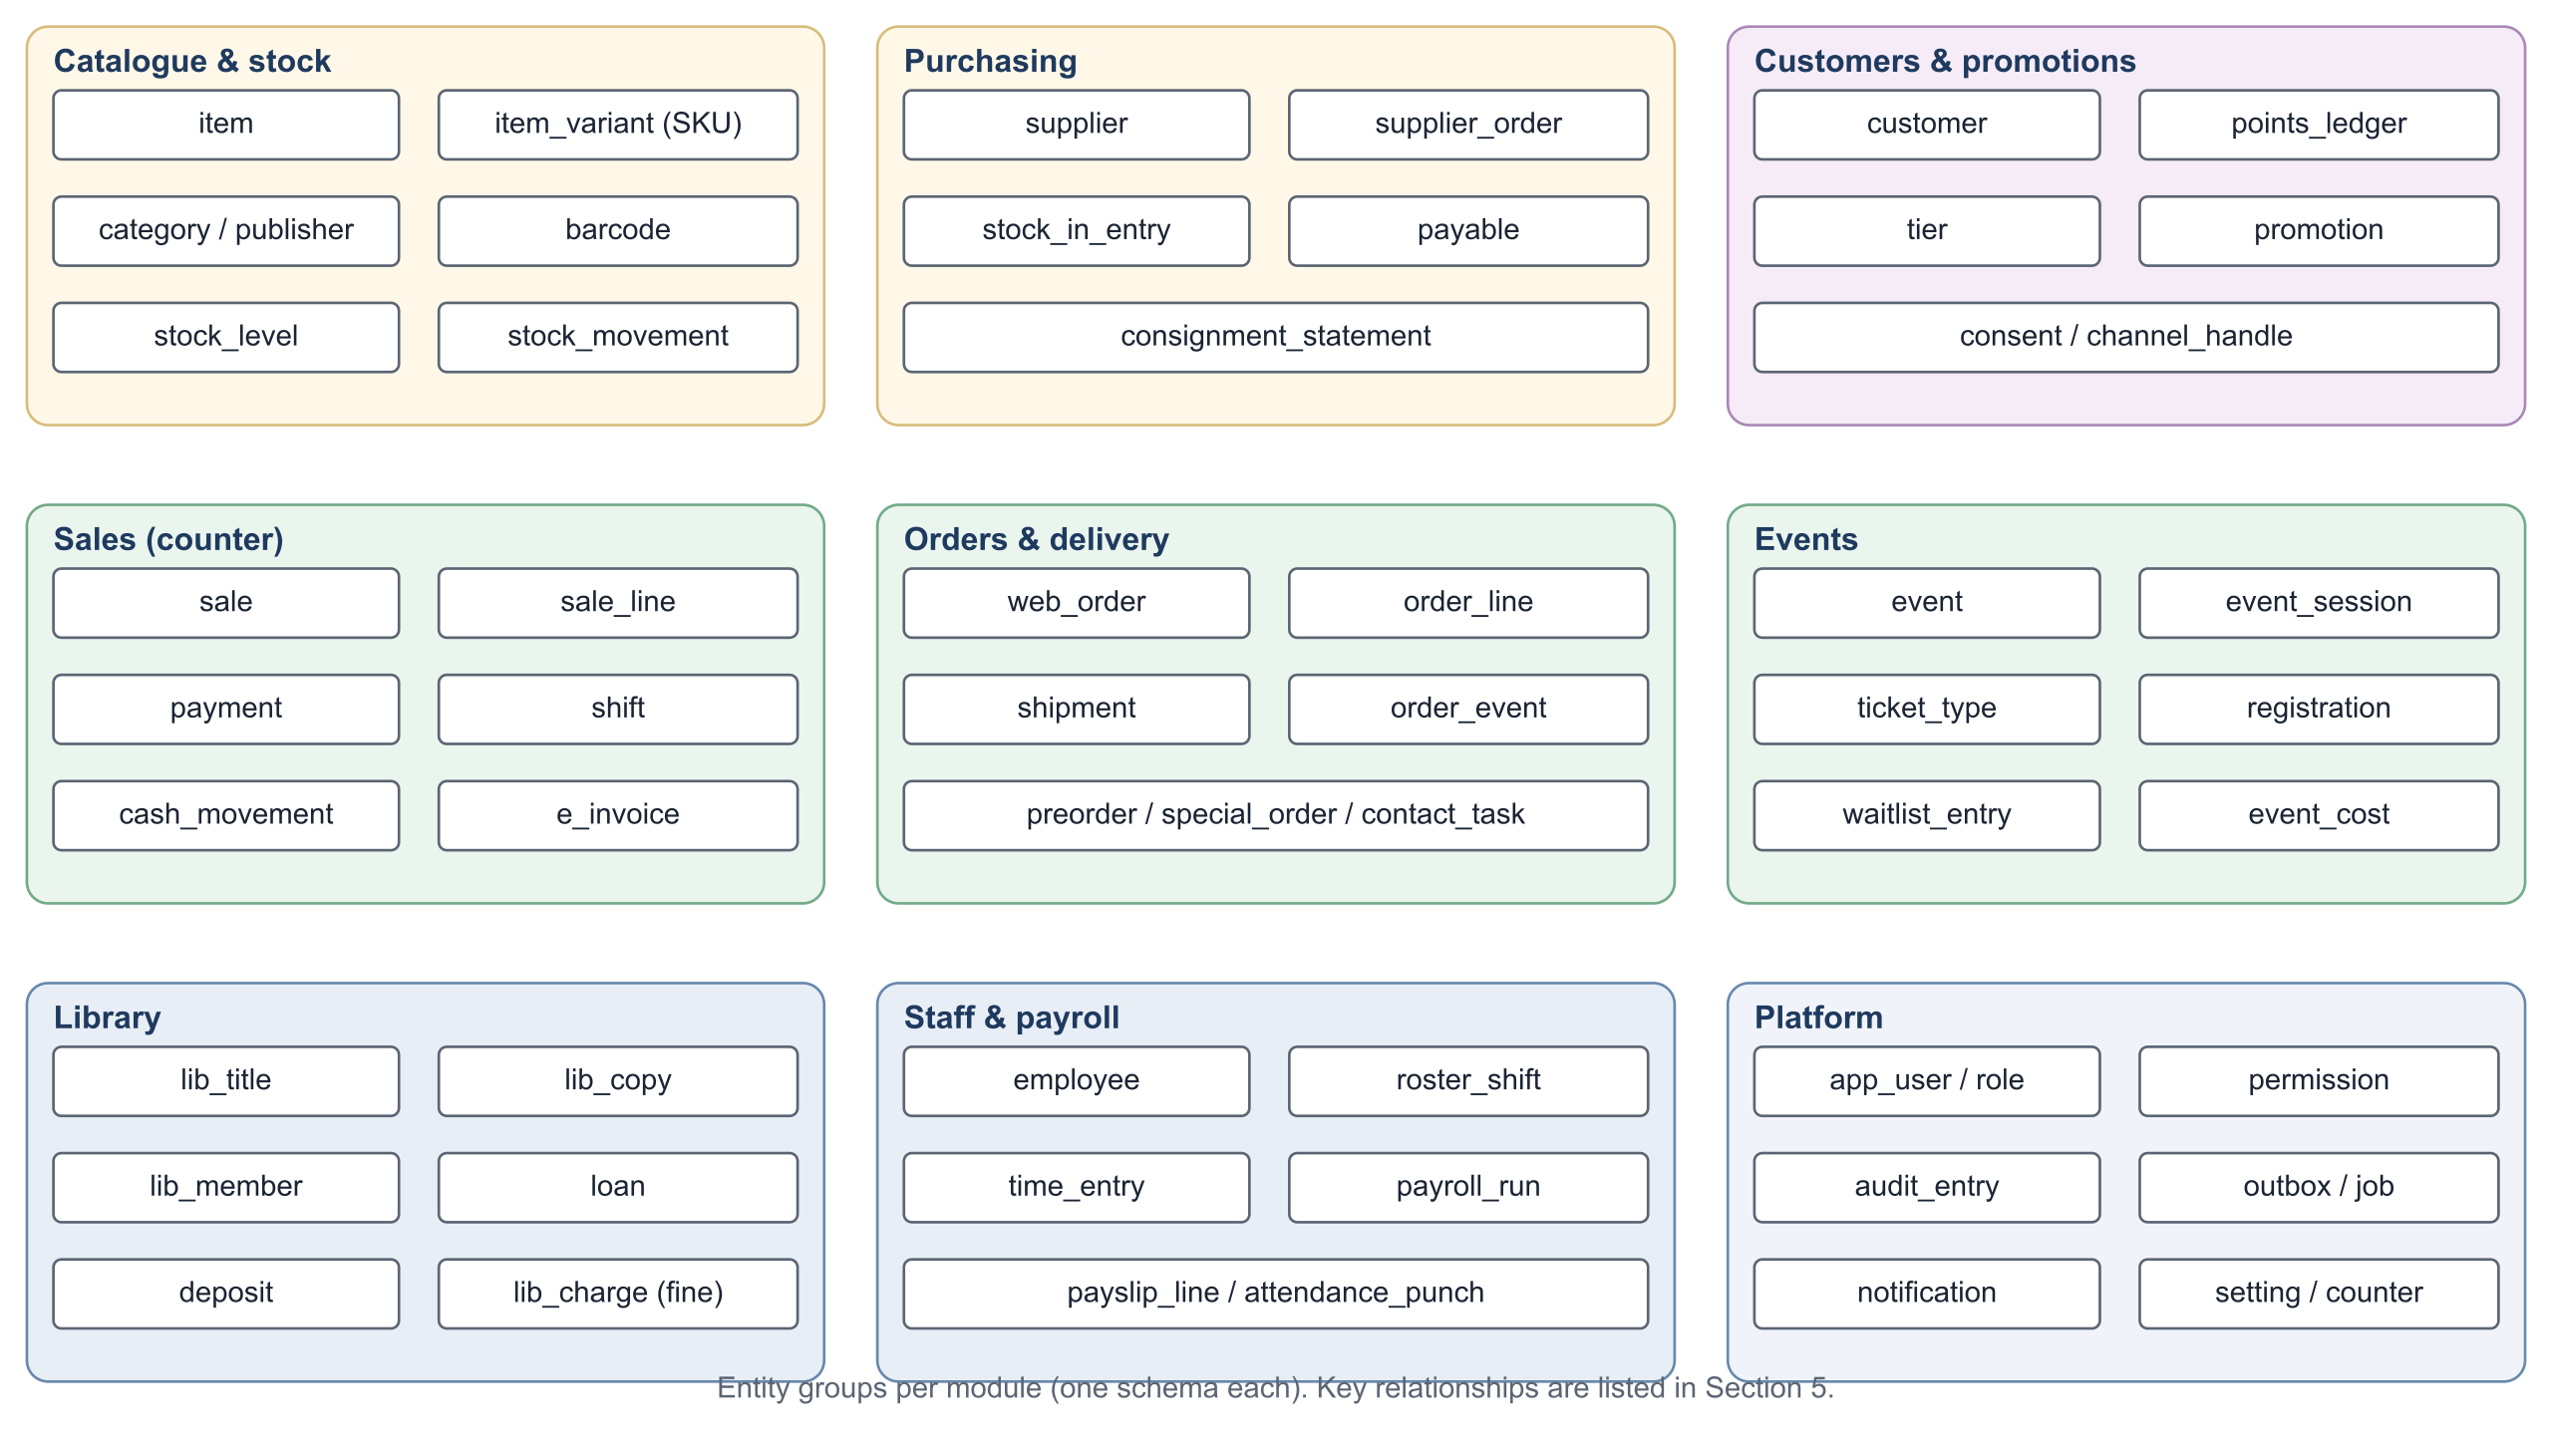 Catalogue & stock
item
item_variant (SKU)
category / publisher
barcode
stock_level
stock_movement
Purchasing
supplier
supplier_order
stock_in_entry
payable
consignment_statement
Customers & promotions
customer
points_ledger
tier
promotion
consent / channel_handle
Sales (counter)
sale
sale_line
payment
shift
cash_movement
e_invoice
Orders & delivery
web_order
order_line
shipment
order_event
preorder / special_order / contact_task
Events
event
event_session
ticket_type
registration
waitlist_entry
event_cost
Library
lib_title
lib_copy
lib_member
loan
deposit
lib_charge (fine)
Staff & payroll
employee
roster_shift
time_entry
payroll_run
payslip_line / attendance_punch
Platform
app_user / role
permission
audit_entry
outbox / job
notification
setting / counter
Entity groups per module (one schema each). Key relationships are listed in Section 5.